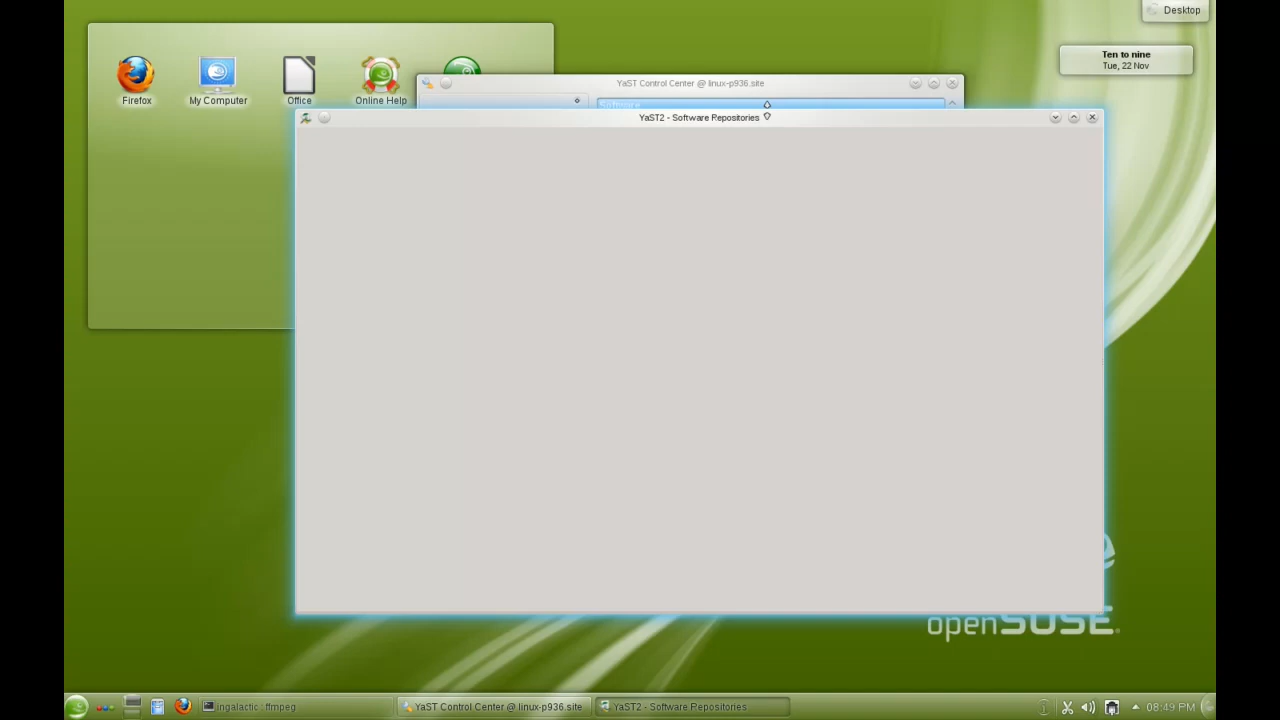 Desktop
Ten to nine
Tue, 22 Nov
Firefox
My Computer
Office
Online Help
YaST Control Center @ linux-p936.site
Software
YaST2 - Software Repositories
openSUSE
ingalactic : ffmpeg
YaST Control Center @ linux-p936.site
YaST2 - Software Repositories
08:49 PM